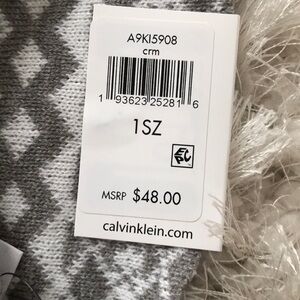 A9KI5908
crm
1 93623 25281 6
1SZ
MSRP $48.00
calvinklein.com